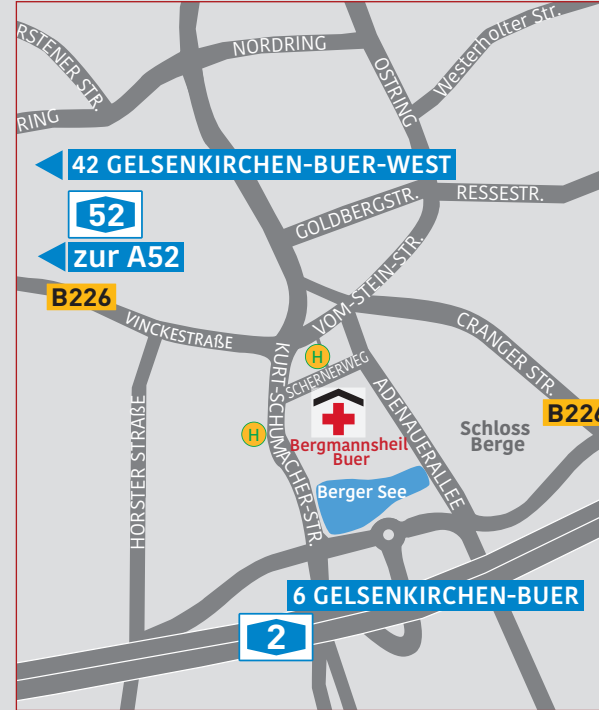 RSTENER STR.
NORDRING
OSTRING
Westerholter Str.
RING
42 GELSENKIRCHEN-BUER-WEST
52
zur A52
GOLDBERGSTR.
RESSESTR.
B226
VINCKESTRAßE
VOM-STEIN-STR.
CRANGER STR.
H
SCHERNERWEG
KURT-SCHUMACHER-STR.
ADENAUERALLEE
HORSTER STRAßE
H
B226
Schloss
Berge
Bergmannsheil
Buer
Berger See
6 GELSENKIRCHEN-BUER
2